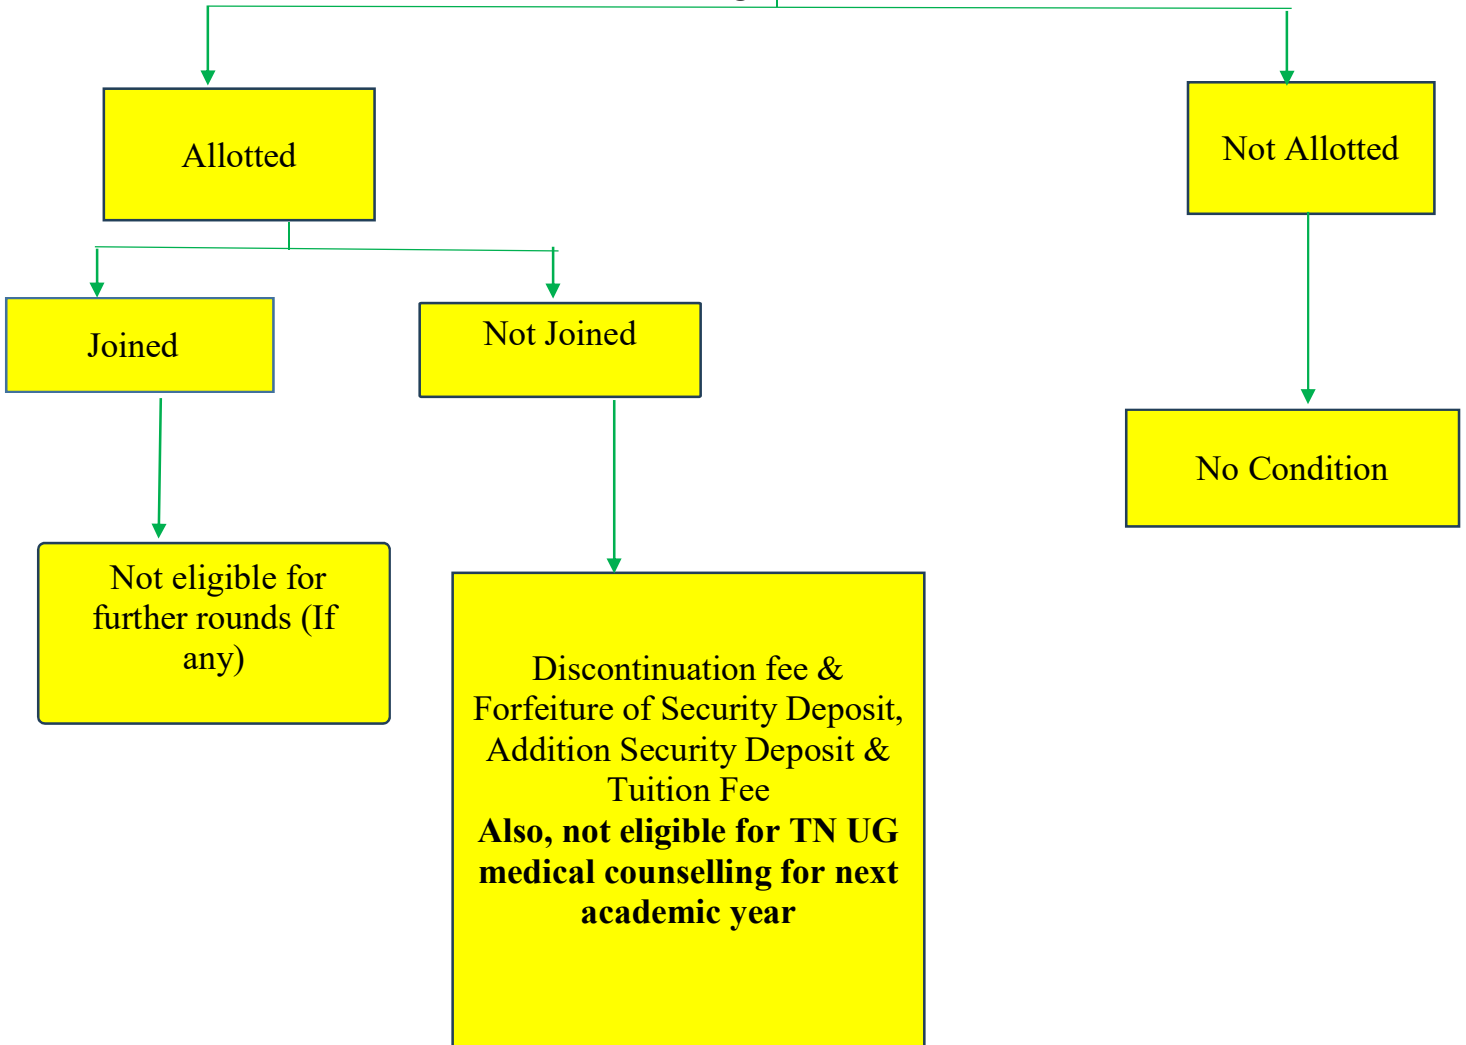 Allotted
Not Allotted
Joined
Not Joined
No Condition
Not eligible for
further rounds (If
any)
Discontinuation fee &
Forfeiture of Security Deposit,
Addition Security Deposit &
Tuition Fee
Also, not eligible for TN UG
medical counselling for next
academic year